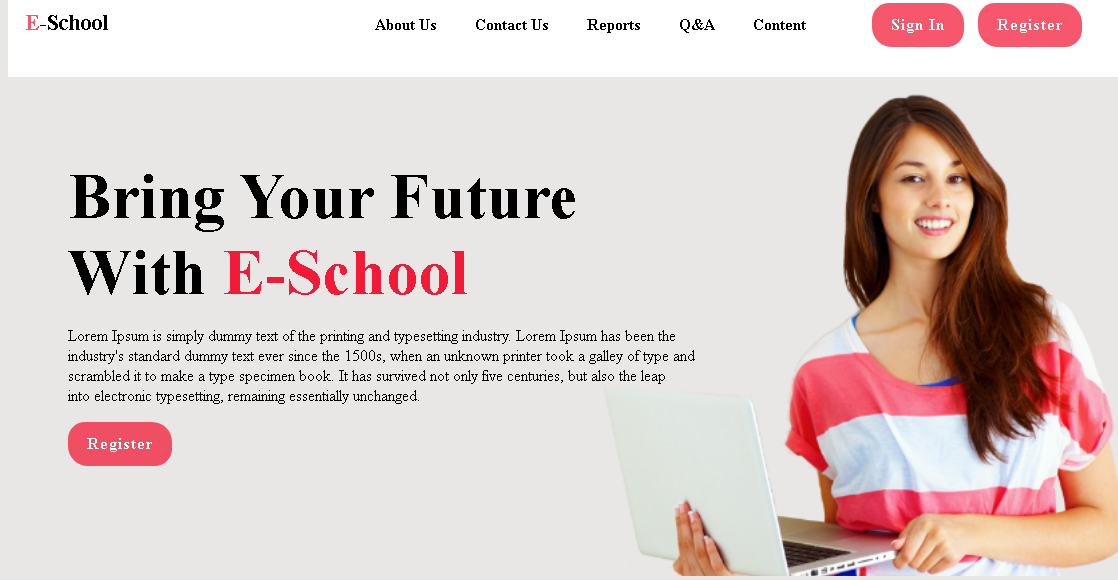 E-School
About Us Contact Us Reports Q&A Content Sign In Register
Bring Your Future
With E-School
Lorem Ipsum is simply dummy text of the printing and typesetting industry. Lorem Ipsum has been the
industry's standard dummy text ever since the 1500s, when an unknown printer took a galley of type and
scrambled it to make a type specimen book. It has survived not only five centuries, but also the leap
into electronic typesetting, remaining essentially unchanged.
Register